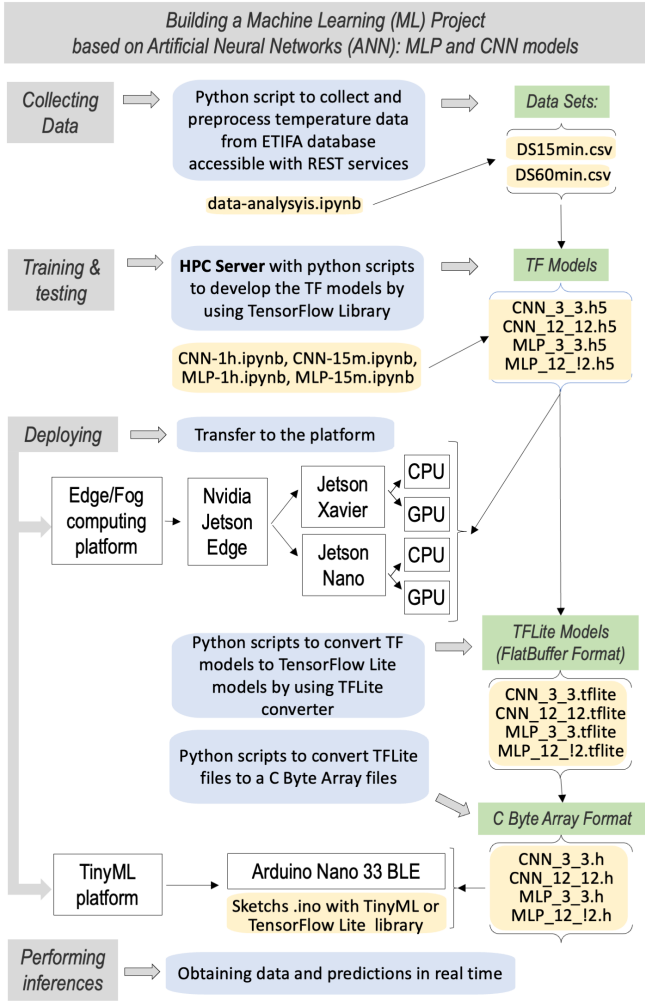 Building a Machine Learning (ML) Project
based on Artificial Neural Networks (ANN): MLP and CNN models
Collecting
Data
Python script to collect and
preprocess temperature data
from ETIFA database
accessible with REST services
Data Sets:
DS15min.csv
DS60min.csv
data-analysyis.ipynb
Training &
testing
HPC Server with python scripts
to develop the TF models by
using TensorFlow Library
TF Models
CNN_3_3.h5
CNN_12_12.h5
MLP_3_3.h5
MLP_12_!2.h5
CNN-1h.ipynb, CNN-15m.ipynb,
MLP-1h.ipynb, MLP-15m.ipynb
Deploying
Transfer to the platform
Edge/Fog
computing
platform
Nvidia
Jetson
Edge
Jetson
Xavier
CPU
GPU
Jetson
Nano
CPU
GPU
Python scripts to convert TF
models to TensorFlow Lite
models by using TFLite
converter
TFLite Models
(FlatBuffer Format)
CNN_3_3.tflite
CNN_12_12.tflite
MLP_3_3.tflite
MLP_12_!2.tflite
Python scripts to convert TFLite
files to a C Byte Array files
C Byte Array Format
CNN_3_3.h
CNN_12_12.h
MLP_3_3.h
MLP_12_!2.h
TinyML
platform
Arduino Nano 33 BLE
Sketchs .ino with TinyML or
TensorFlow Lite library
Performing
inferences
Obtaining data and predictions in real time